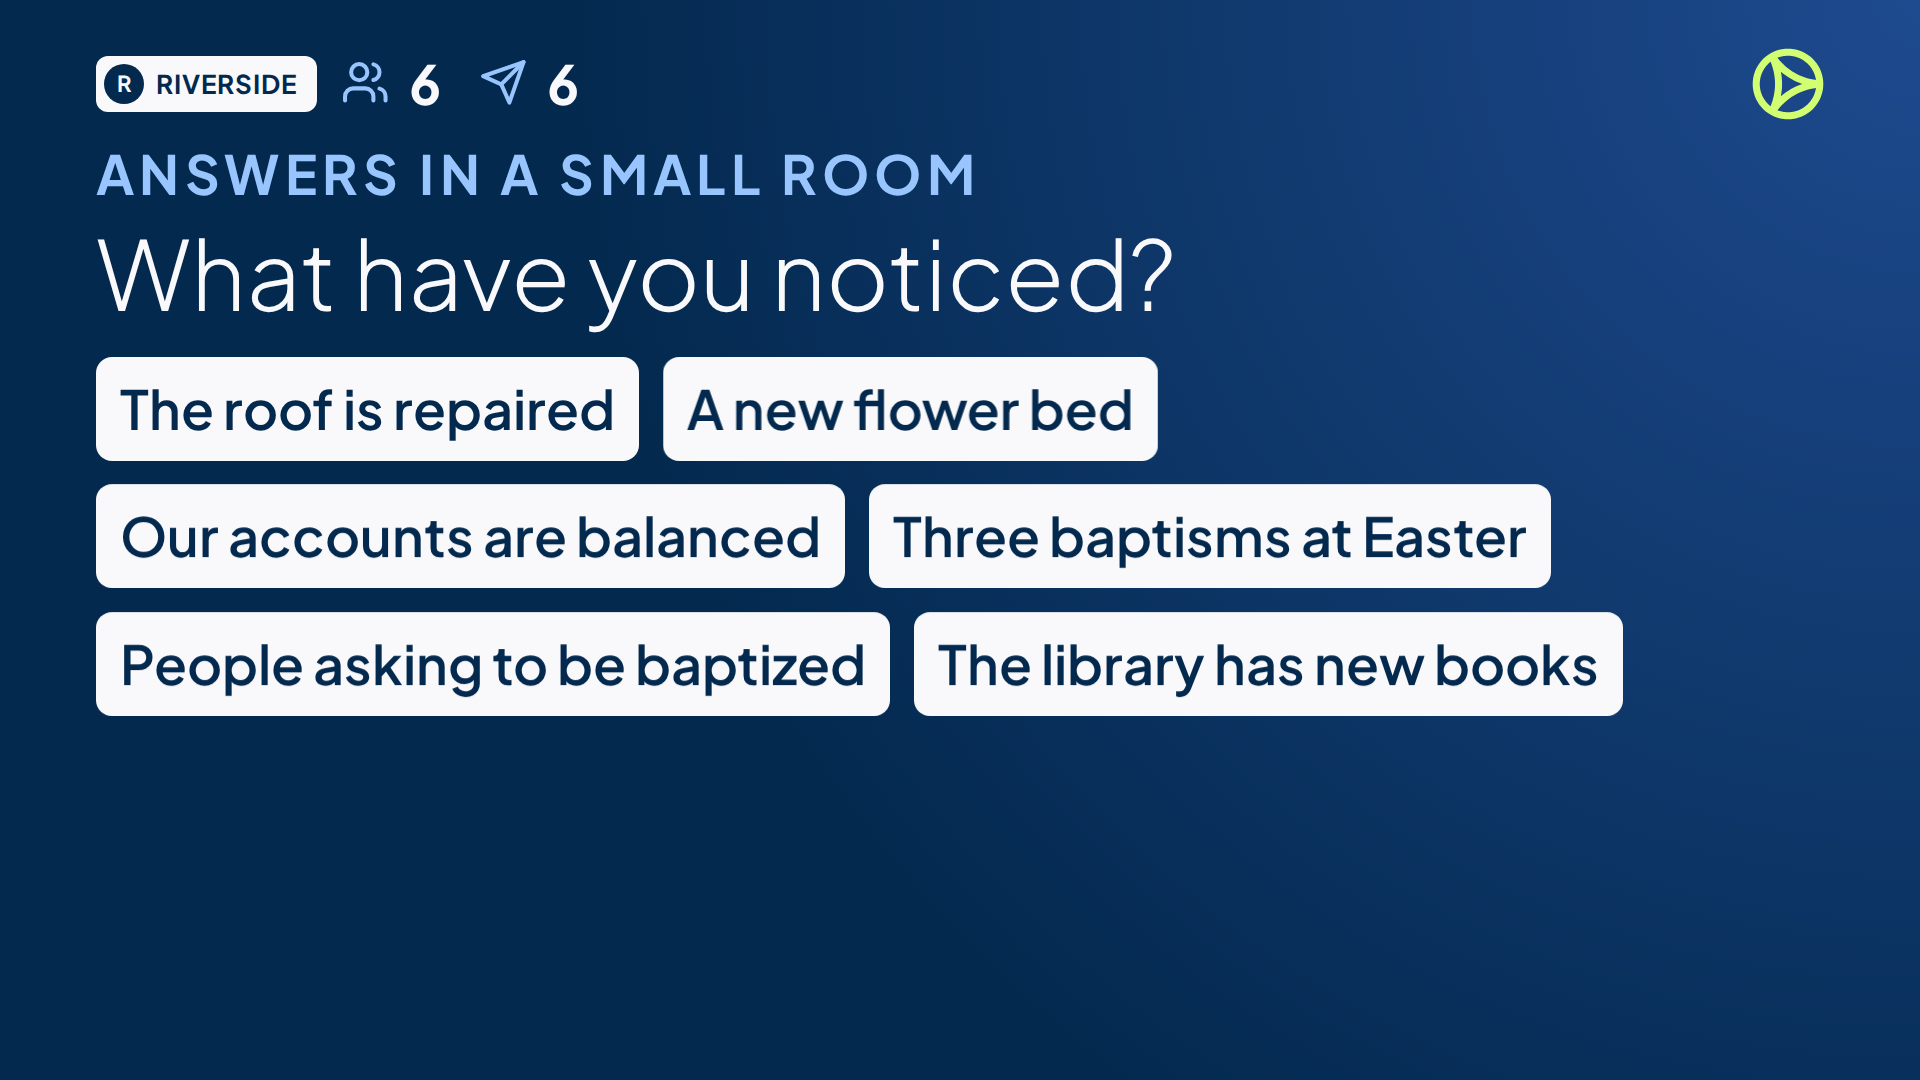 R RIVERSIDE 6 6
ANSWERS IN A SMALL ROOM
What have you noticed?
The roof is repaired
A new flower bed
Our accounts are balanced
Three baptisms at Easter
People asking to be baptized
The library has new books